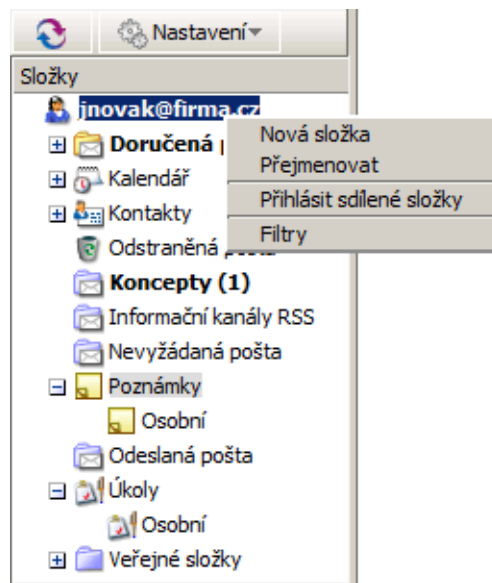 Nastavení
Složky
jnovak@firma.cz
Doručená
Nová složka
Přejmenovat
Přihlásit sdílené složky
Filtry
Kalendář
Kontakty
Odstraněná pošta
Koncepty (1)
Informační kanály RSS
Nevyžádaná pošta
Poznámky
Osobní
Odeslaná pošta
Úkoly
Osobní
Veřejné složky